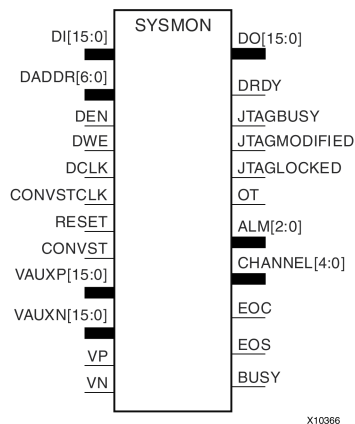 SYSMON
DI[15:0]
DADDR[6:0]
DEN
DWE
DCLK
CONVSTCLK
RESET
CONVST
VAUXP[15:0]
VAUXN[15:0]
VP
VN
DO[15:0]
DRDY
JTAGBUSY
JTAGMODIFIED
JTAGLOCKED
OT
ALM[2:0]
CHANNEL[4:0]
EOC
EOS
BUSY
X10366